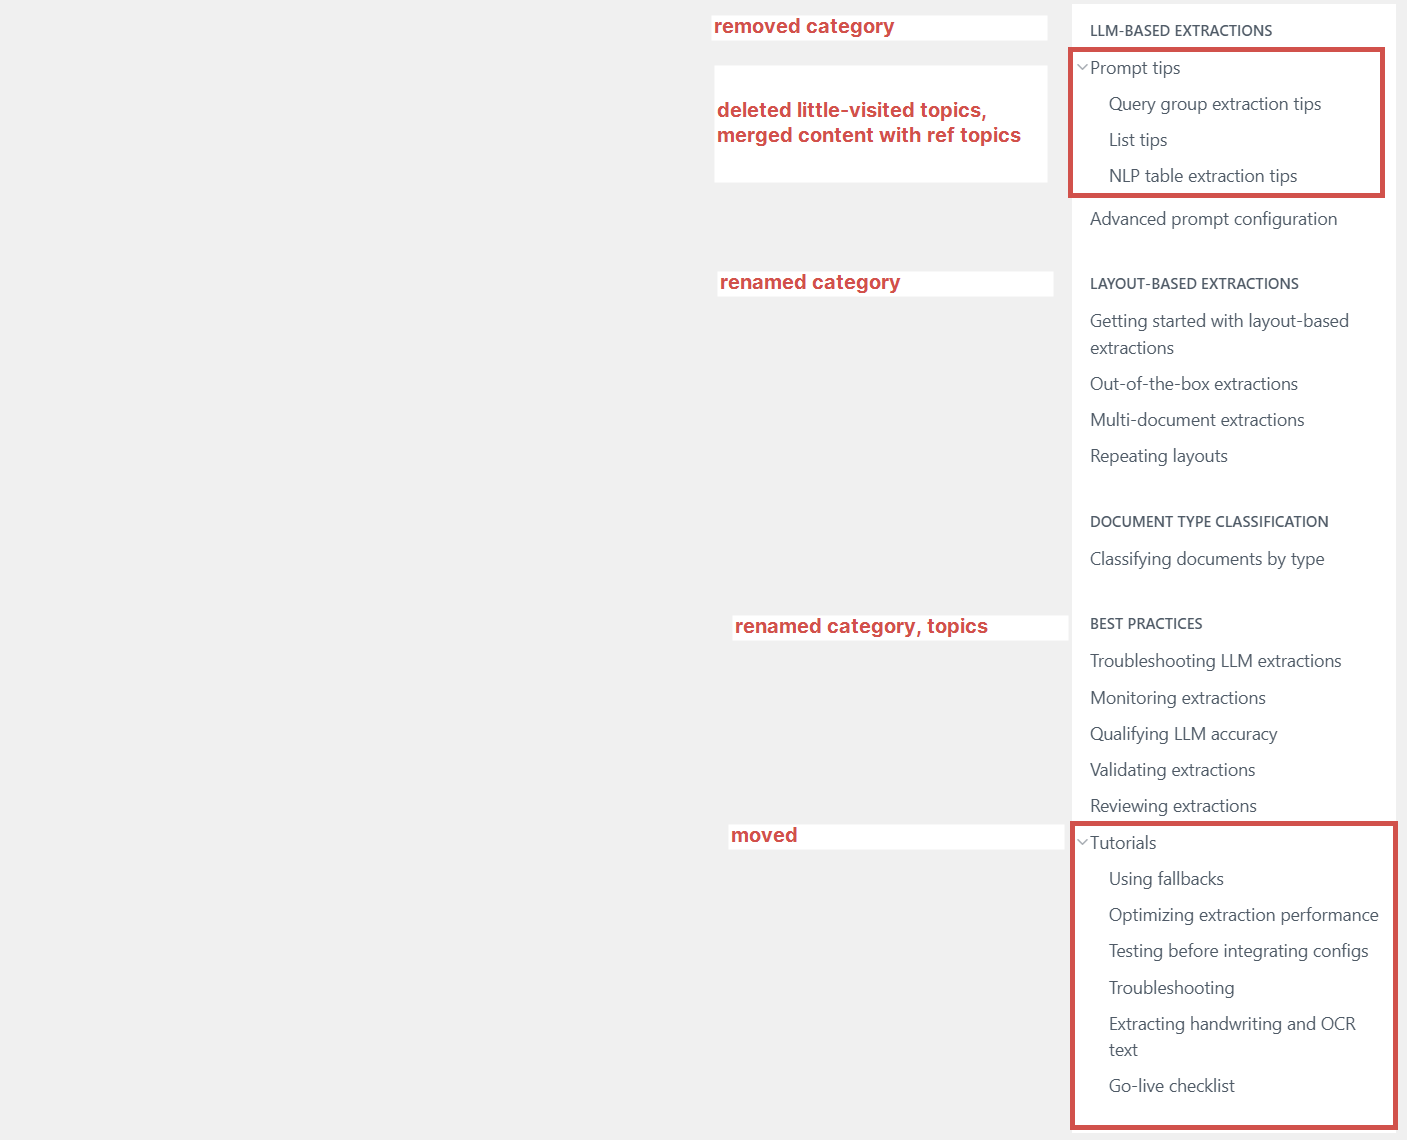 removed category
LLM-BASED EXTRACTIONS
Prompt tips
Query group extraction tips
deleted little-visited topics,
merged content with ref topics
List tips
NLP table extraction tips
Advanced prompt configuration
renamed category
LAYOUT-BASED EXTRACTIONS
Getting started with layout-based
extractions
Out-of-the-box extractions
Multi-document extractions
Repeating layouts
DOCUMENT TYPE CLASSIFICATION
Classifying documents by type
renamed category, topics
BEST PRACTICES
Troubleshooting LLM extractions
Monitoring extractions
Qualifying LLM accuracy
Validating extractions
Reviewing extractions
moved
Tutorials
Using fallbacks
Optimizing extraction performance
Testing before integrating configs
Troubleshooting
Extracting handwriting and OCR
text
Go-live checklist